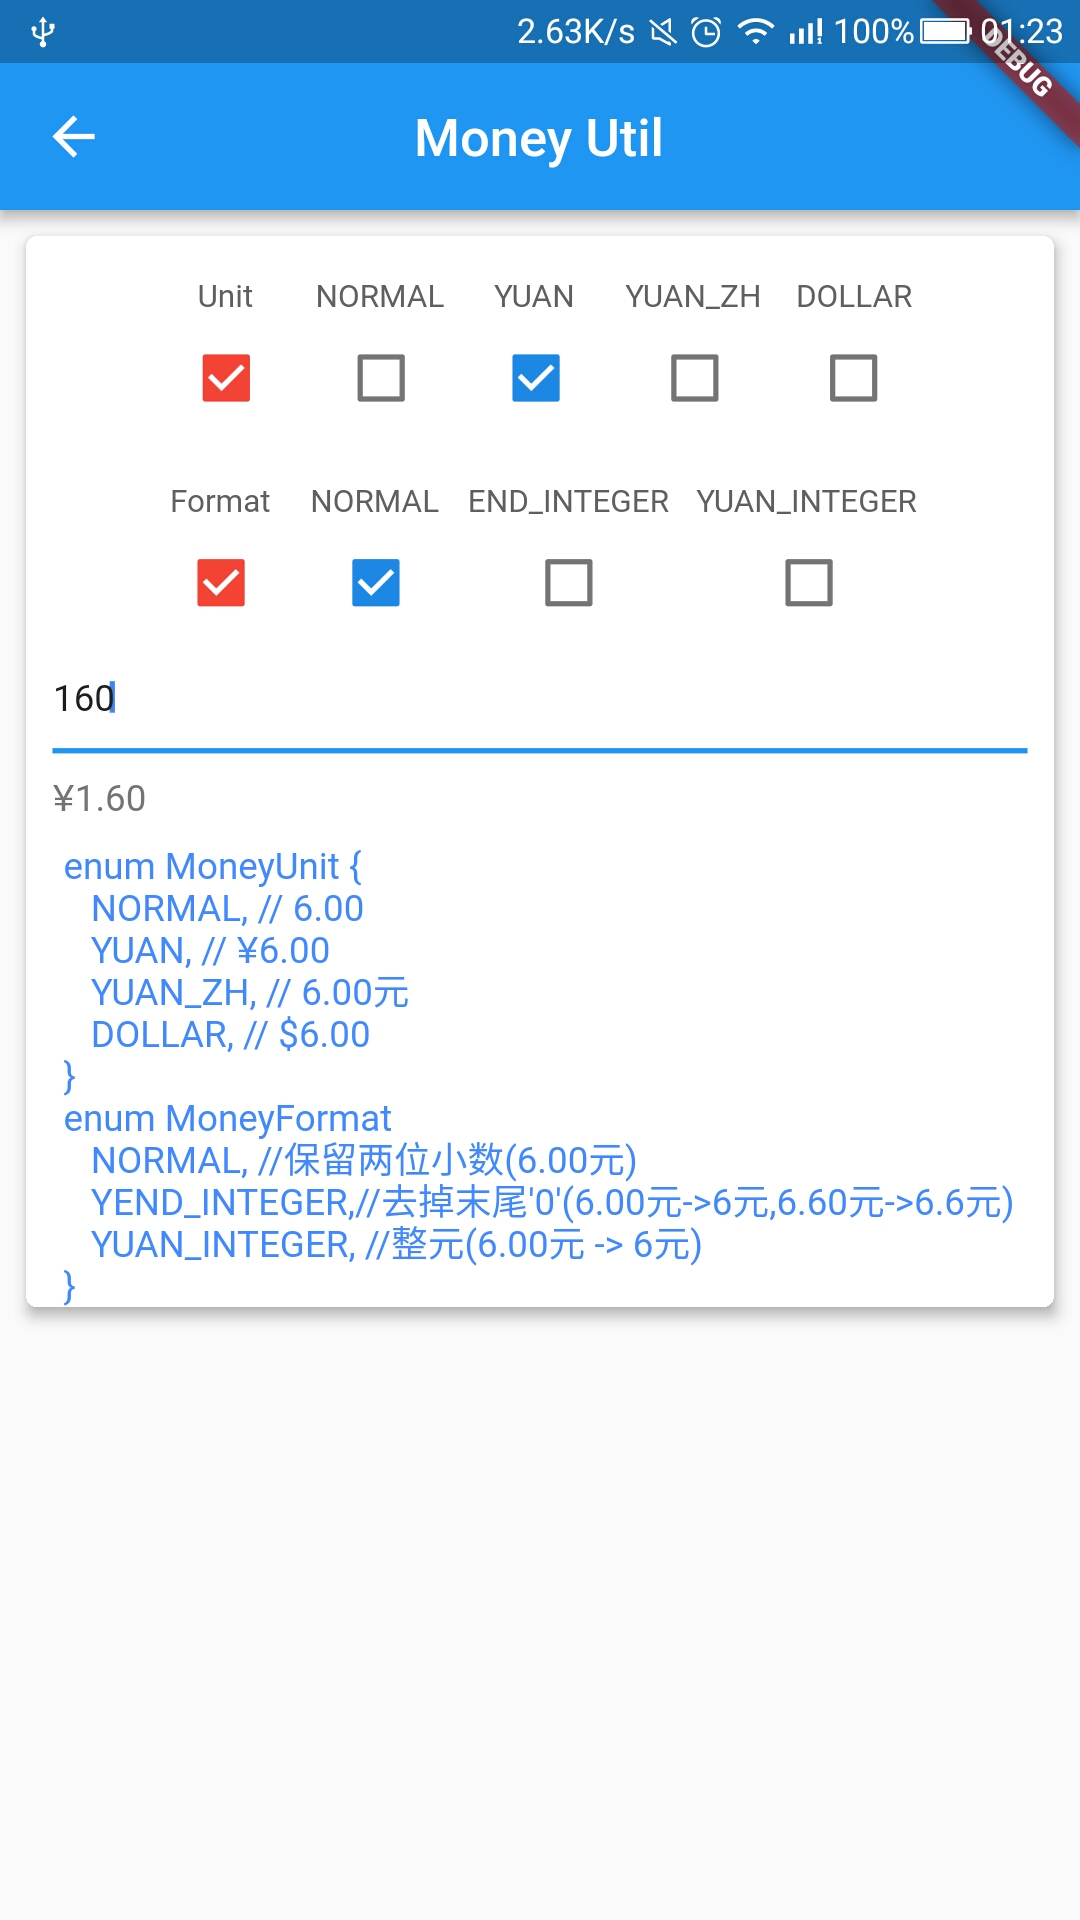 2.63K/s 100% 01:23
DEBUG
Money Util
Unit NORMAL YUAN YUAN_ZH DOLLAR
Format NORMAL END_INTEGER YUAN_INTEGER
160
¥1.60
enum MoneyUnit {
NORMAL, // 6.00
YUAN, // ¥6.00
YUAN_ZH, // 6.00元
DOLLAR, // $6.00
}
enum MoneyFormat
NORMAL, //保留两位小数(6.00元)
YEND_INTEGER,//去掉末尾'0'(6.00元->6元,6.60元->6.6元)
YUAN_INTEGER, //整元(6.00元 -> 6元)
}